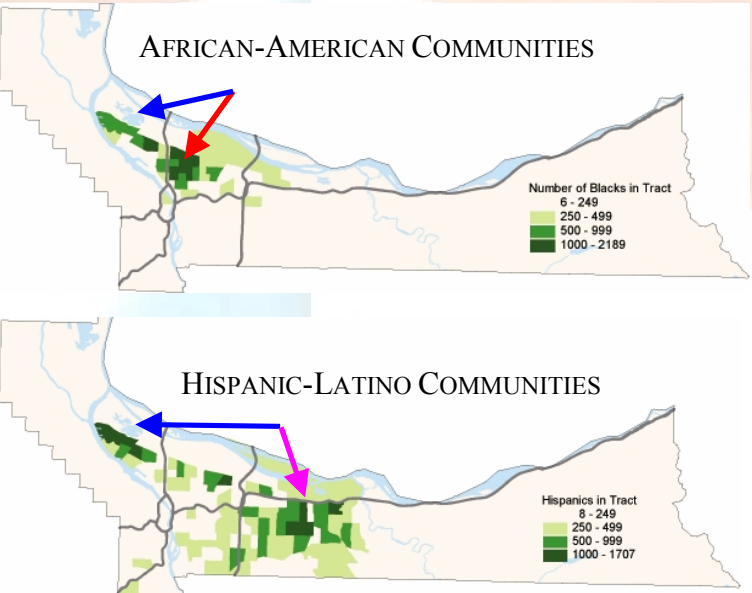 AFRICAN-AMERICAN COMMUNITIES
Number of Blacks in Tract
6 - 249
250 - 499
500 - 999
1000 - 2189
HISPANIC-LATINO COMMUNITIES
Hispanics in Tract
8 - 249
250 - 499
500 - 999
1000 - 1707